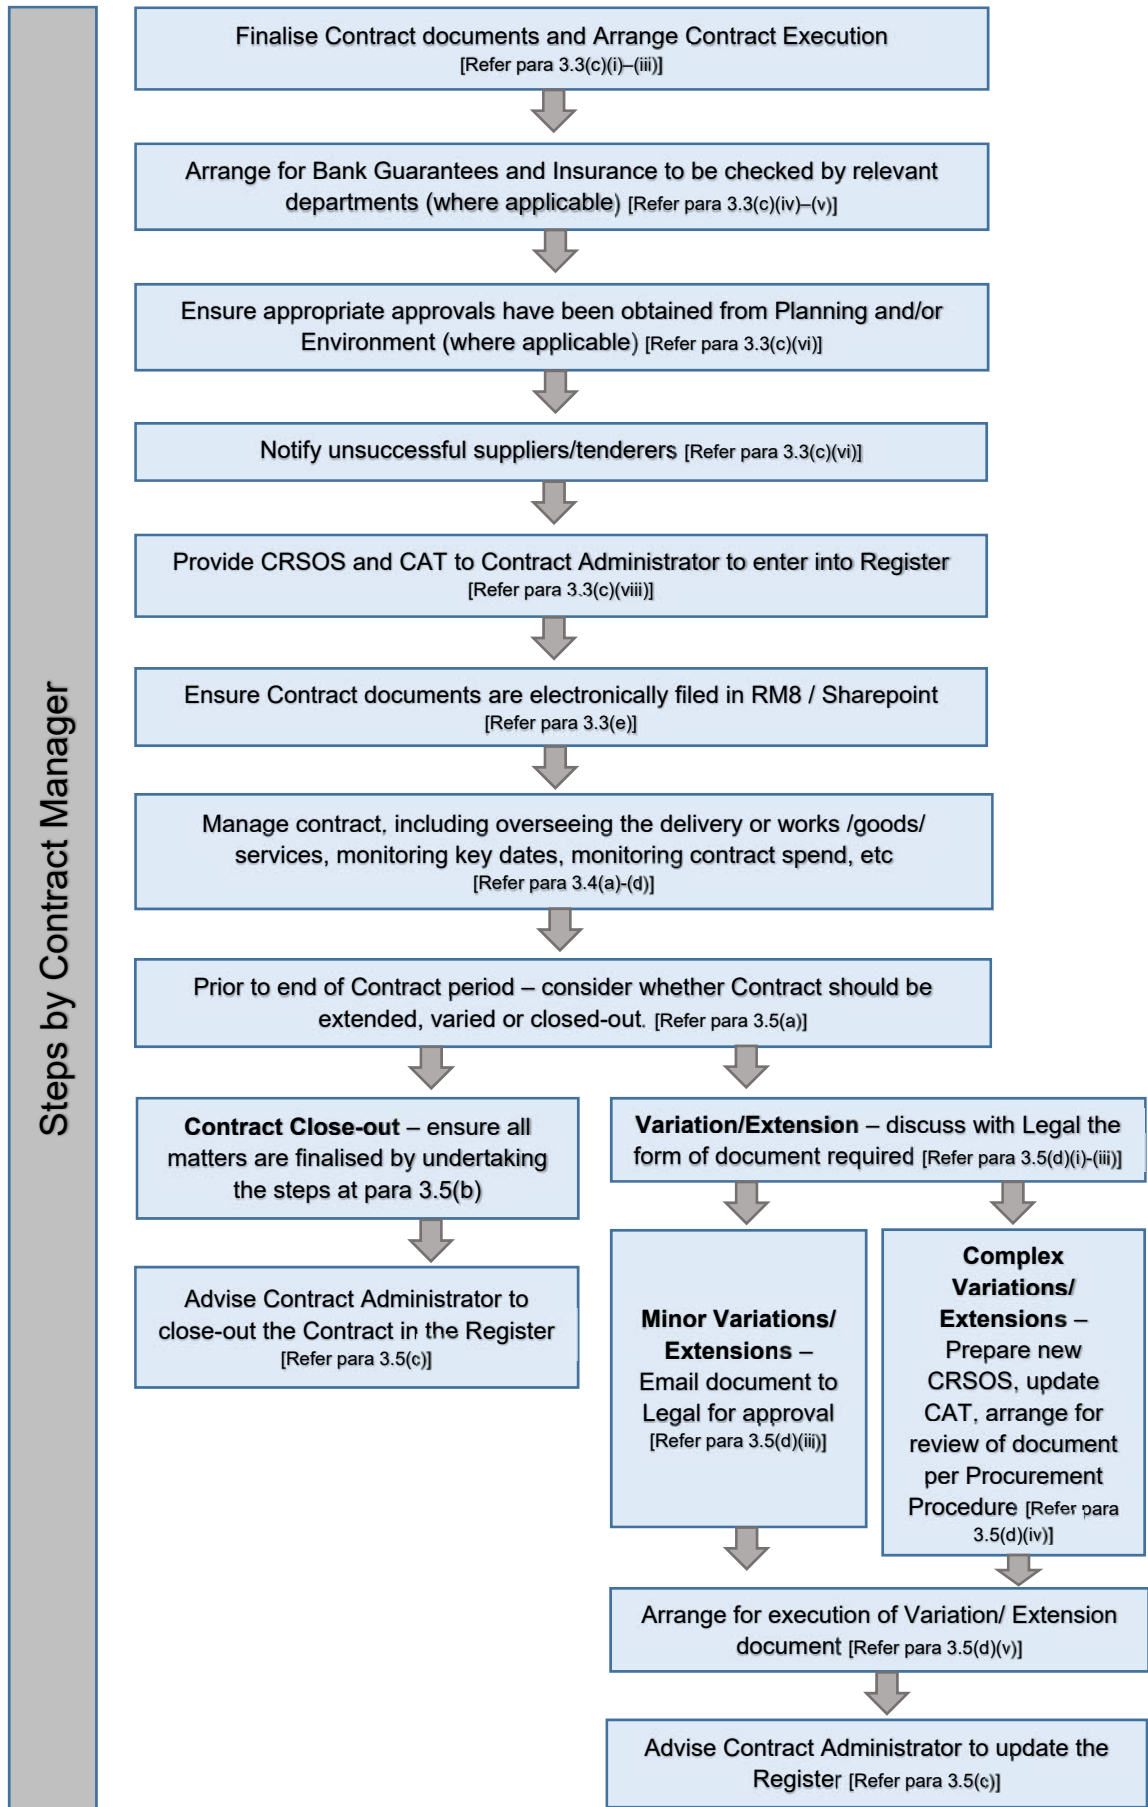 Steps by Contract Manager
Finalise Contract documents and Arrange Contract Execution
[Refer para 3.3(c)(i)–(iii)]
Arrange for Bank Guarantees and Insurance to be checked by relevant
departments (where applicable) [Refer para 3.3(c)(iv)–(v)]
Ensure appropriate approvals have been obtained from Planning and/or
Environment (where applicable) [Refer para 3.3(c)(vi)]
Notify unsuccessful suppliers/tenderers [Refer para 3.3(c)(vi)]
Provide CRSOS and CAT to Contract Administrator to enter into Register
[Refer para 3.3(c)(viii)]
Ensure Contract documents are electronically filed in RM8 / Sharepoint
[Refer para 3.3(e)]
Manage contract, including overseeing the delivery or works /goods/
services, monitoring key dates, monitoring contract spend, etc
[Refer para 3.4(a)-(d)]
Prior to end of Contract period – consider whether Contract should be
extended, varied or closed-out. [Refer para 3.5(a)]
Contract Close-out – ensure all
matters are finalised by undertaking
the steps at para 3.5(b)
Advise Contract Administrator to
close-out the Contract in the Register
[Refer para 3.5(c)]
Variation/Extension – discuss with Legal the
form of document required [Refer para 3.5(d)(i)-(iii)]
Minor Variations/
Extensions –
Email document to
Legal for approval
[Refer para 3.5(d)(iii)]
Complex
Variations/
Extensions –
Prepare new
CRSOS, update
CAT, arrange for
review of document
per Procurement
Procedure [Refer para
3.5(d)(iv)]
Arrange for execution of Variation/ Extension
document [Refer para 3.5(d)(v)]
Advise Contract Administrator to update the
Register [Refer para 3.5(c)]